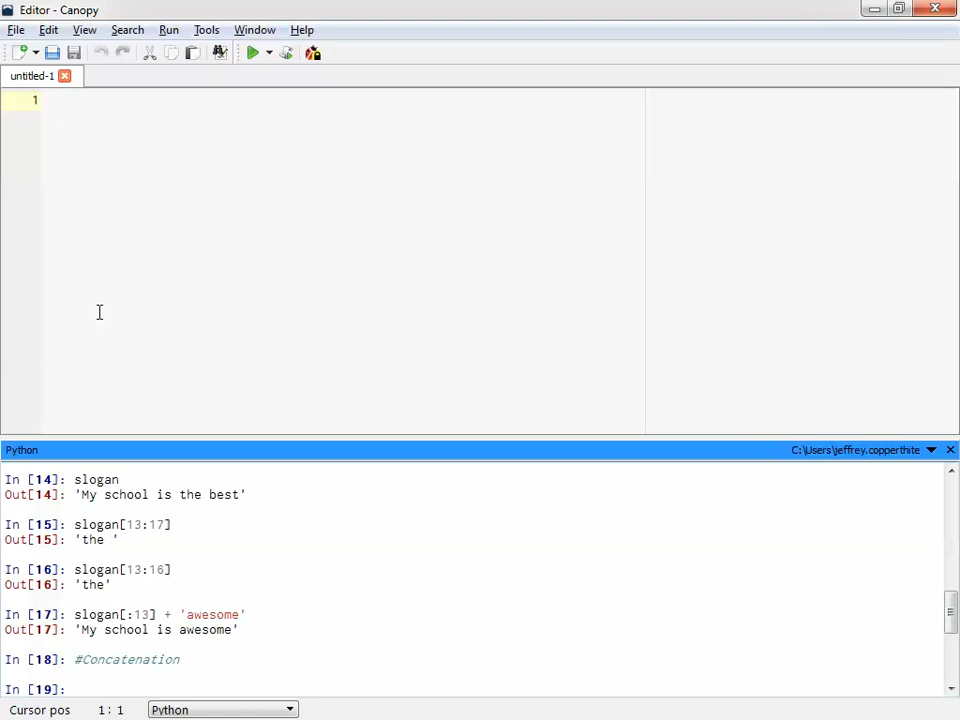 Editor - Canopy
File Edit View Search Run Tools Window Help
untitled-1
1
Python C:\Users\jeffrey.copperthite
In [14]: slogan
Out[14]: 'My school is the best'
In [15]: slogan[13:17]
Out[15]: 'the '
In [16]: slogan[13:16]
Out[16]: 'the'
In [17]: slogan[:13] + 'awesome'
Out[17]: 'My school is awesome'
In [18]: #Concatenation
In [19]:
Cursor pos 1: 1 Python